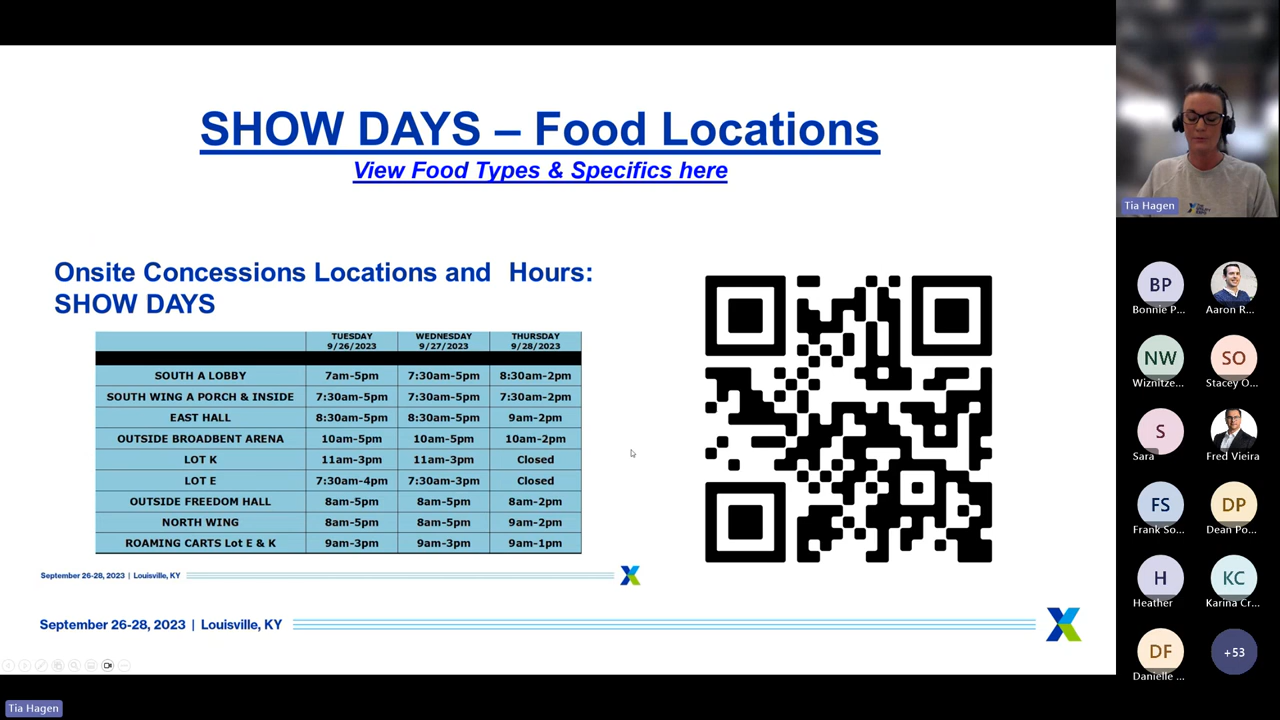 SHOW DAYS – Food Locations
View Food Types & Specifics here
Onsite Concessions Locations and Hours:
SHOW DAYS
TUESDAY 9/26/2023 WEDNESDAY 9/27/2023 THURSDAY 9/28/2023
SOUTH A LOBBY 7am-5pm 7:30am-5pm 8:30am-2pm
SOUTH WING A PORCH & INSIDE 7:30am-5pm 7:30am-5pm 7:30am-2pm
EAST HALL 8:30am-5pm 8:30am-5pm 9am-2pm
OUTSIDE BROADBENT ARENA 10am-5pm 10am-5pm 10am-2pm
LOT K 11am-3pm 11am-3pm Closed
LOT E 7:30am-4pm 7:30am-3pm Closed
OUTSIDE FREEDOM HALL 8am-5pm 8am-5pm 8am-2pm
NORTH WING 8am-5pm 8am-5pm 9am-2pm
ROAMING CARTS Lot E & K 9am-3pm 9am-3pm 9am-1pm
September 26-28, 2023 | Louisville, KY
September 26-28, 2023 | Louisville, KY
Tia Hagen
Tia Hagen
BP
Bonnie P... Aaron R...
NW SO
Wiznitze... Stacey O...
S
Sara Fred Vieira
FS DP
Frank So... Dean Po...
H KC
Heather Karina Cr...
DF +53
Danielle ...